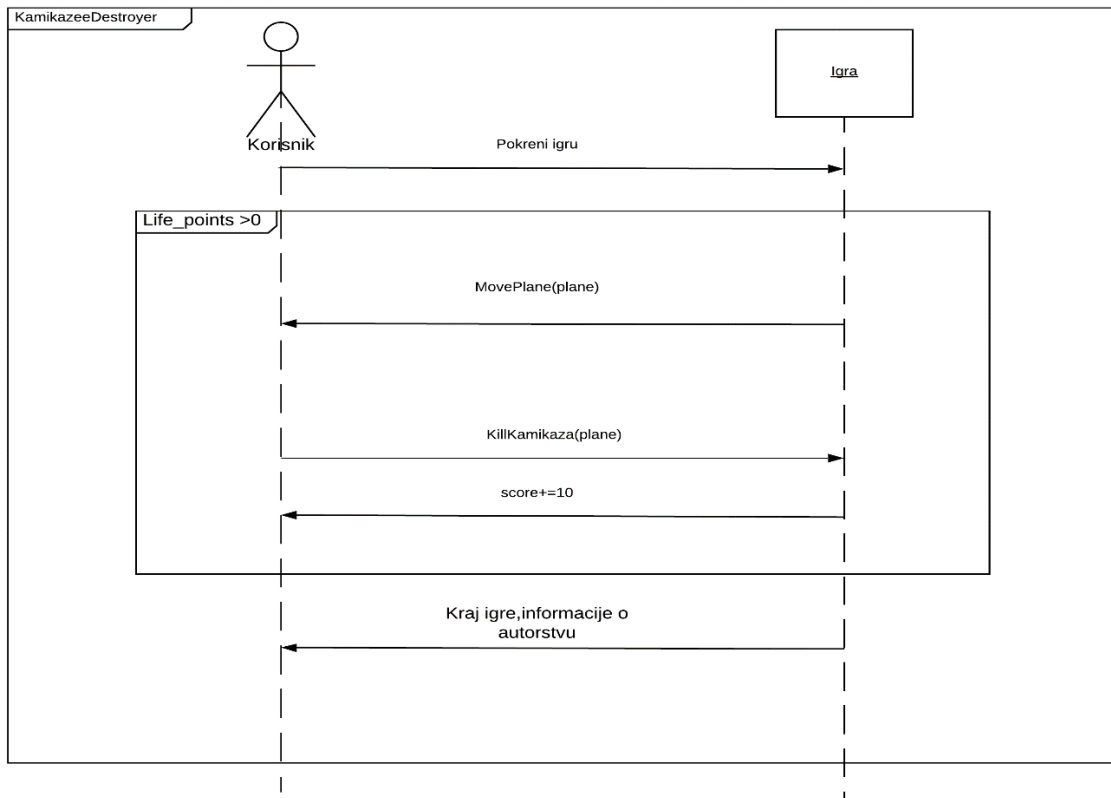 KamikazeeDestroyer
Igra
Korisnik
Pokreni igru
Life_points >0
MovePlane(plane)
KillKamikaza(plane)
score+=10
Kraj igre,informacije o
autorstvu